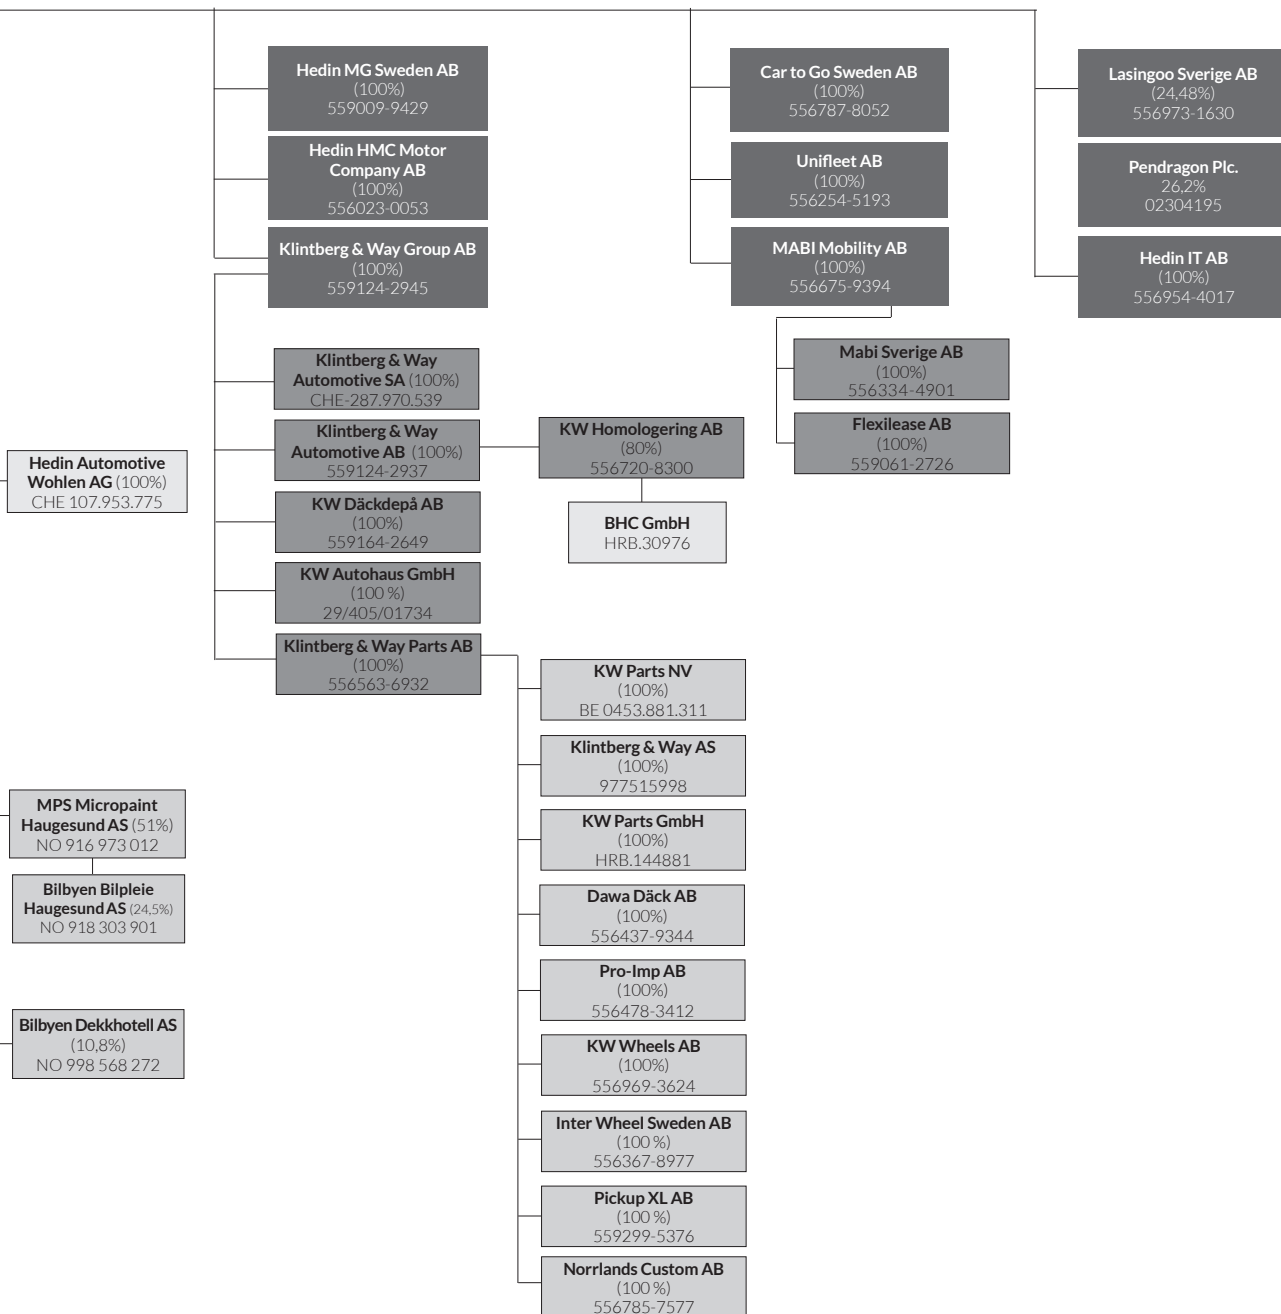 Hedin MG Sweden AB
(100%)
559009-9429
Hedin HMC Motor
Company AB
(100%)
556023-0053
Klintberg & Way Group AB
(100%)
559124-2945
Car to Go Sweden AB
(100%)
556787-8052
Unifleet AB
(100%)
556254-5193
MABI Mobility AB
(100%)
556675-9394
Lasingoo Sverige AB
(24,48%)
556973-1630
Pendragon Plc.
26,2%
02304195
Hedin IT AB
(100%)
556954-4017
Mabi Sverige AB
(100%)
556334-4901
Flexilease AB
(100%)
559061-2726
Klintberg & Way
Automotive SA (100%)
CHE-287.970.539
Klintberg & Way
Automotive AB (100%)
559124-2937
KW Däckdepå AB
(100%)
559164-2649
KW Autohaus GmbH
(100 %)
29/405/01734
Klintberg & Way Parts AB
(100%)
556563-6932
KW Homologering AB
(80%)
556720-8300
BHC GmbH
HRB.30976
Hedin Automotive
Wohlen AG (100%)
CHE 107.953.775
KW Parts NV
(100%)
BE 0453.881.311
Klintberg & Way AS
(100%)
977515998
KW Parts GmbH
(100%)
HRB.144881
Dawa Däck AB
(100%)
556437-9344
Pro-Imp AB
(100%)
556478-3412
KW Wheels AB
(100%)
556969-3624
Inter Wheel Sweden AB
(100 %)
556367-8977
Pickup XL AB
(100 %)
559299-5376
Norrlands Custom AB
(100 %)
556785-7577
MPS Micropaint
Haugesund AS (51%)
NO 916 973 012
Bilbyen Bilpleie
Haugesund AS (24,5%)
NO 918 303 901
Bilbyen Dekkhotell AS
(10,8%)
NO 998 568 272